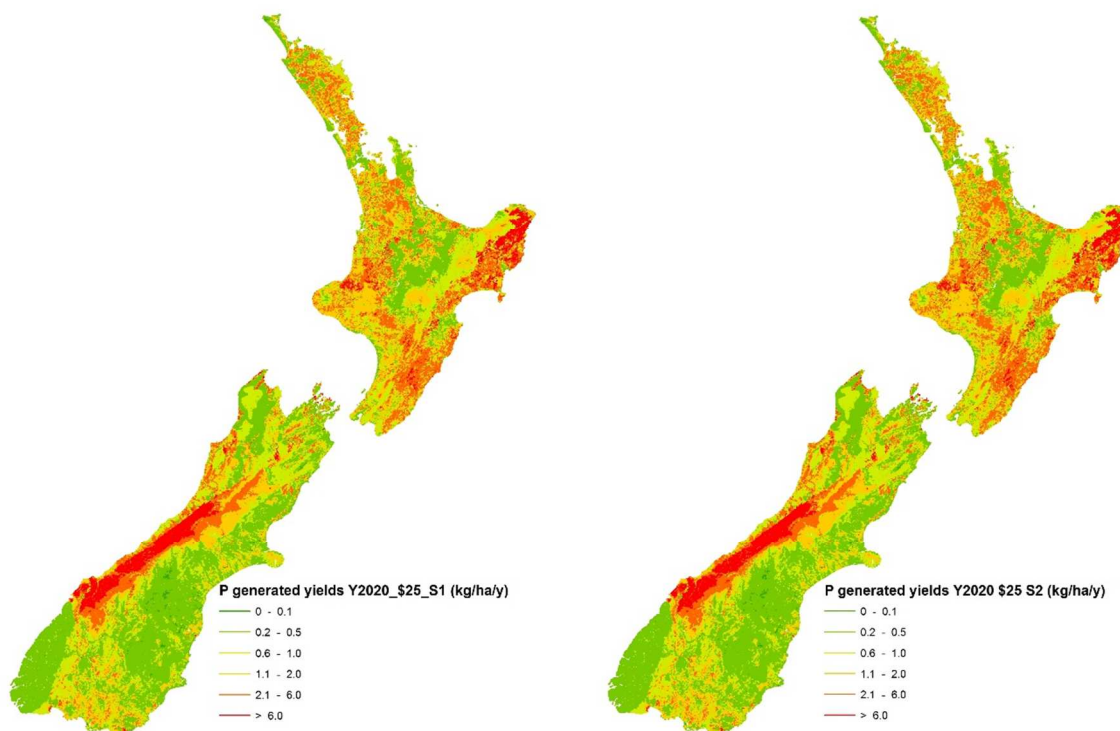 P generated yields Y2020_$25_S1 (kg/ha/y)
0 - 0.1
0.2 - 0.5
0.6 - 1.0
1.1 - 2.0
2.1 - 6.0
> 6.0
P generated yields Y2020 $25 S2 (kg/ha/y)
0 - 0.1
0.2 - 0.5
0.6 - 1.0
1.1 - 2.0
2.1 - 6.0
> 6.0